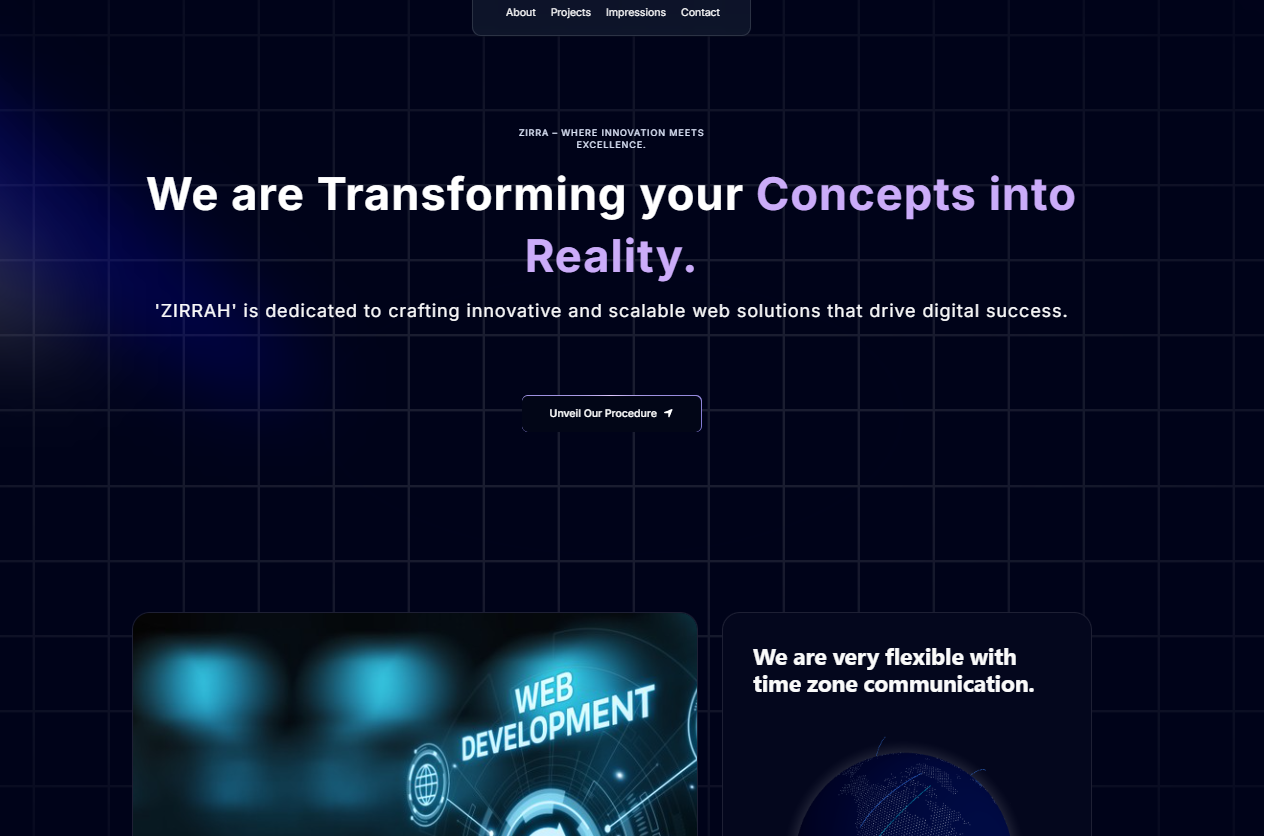 About Projects Impressions Contact
ZIRRA – WHERE INNOVATION MEETS
EXCELLENCE.
We are Transforming your Concepts into
Reality.
'ZIRRAH' is dedicated to crafting innovative and scalable web solutions that drive digital success.
Unveil Our Procedure
WEB
DEVELOPMENT
We are very flexible with
time zone communication.